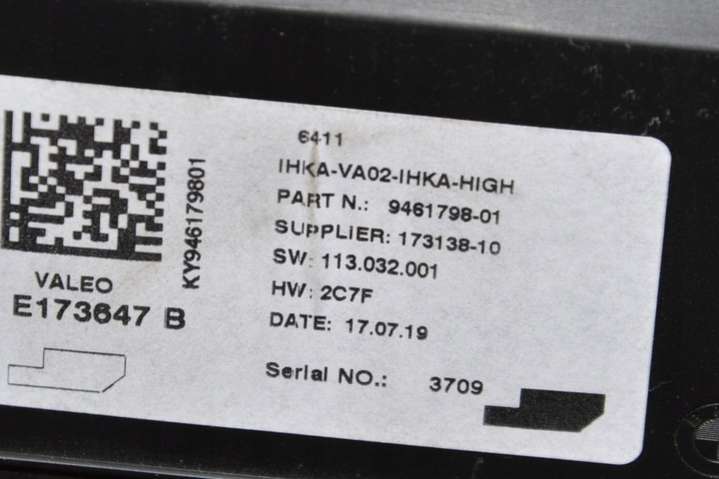 6411
IHKA-VA02-IHKA-HIGH
PART N.: 9461798-01
SUPPLIER: 173138-10
SW: 113.032.001
HW: 2C7F
DATE: 17.07.19
Serial NO.: 3709
KY946179801
VALEO
E173647 B